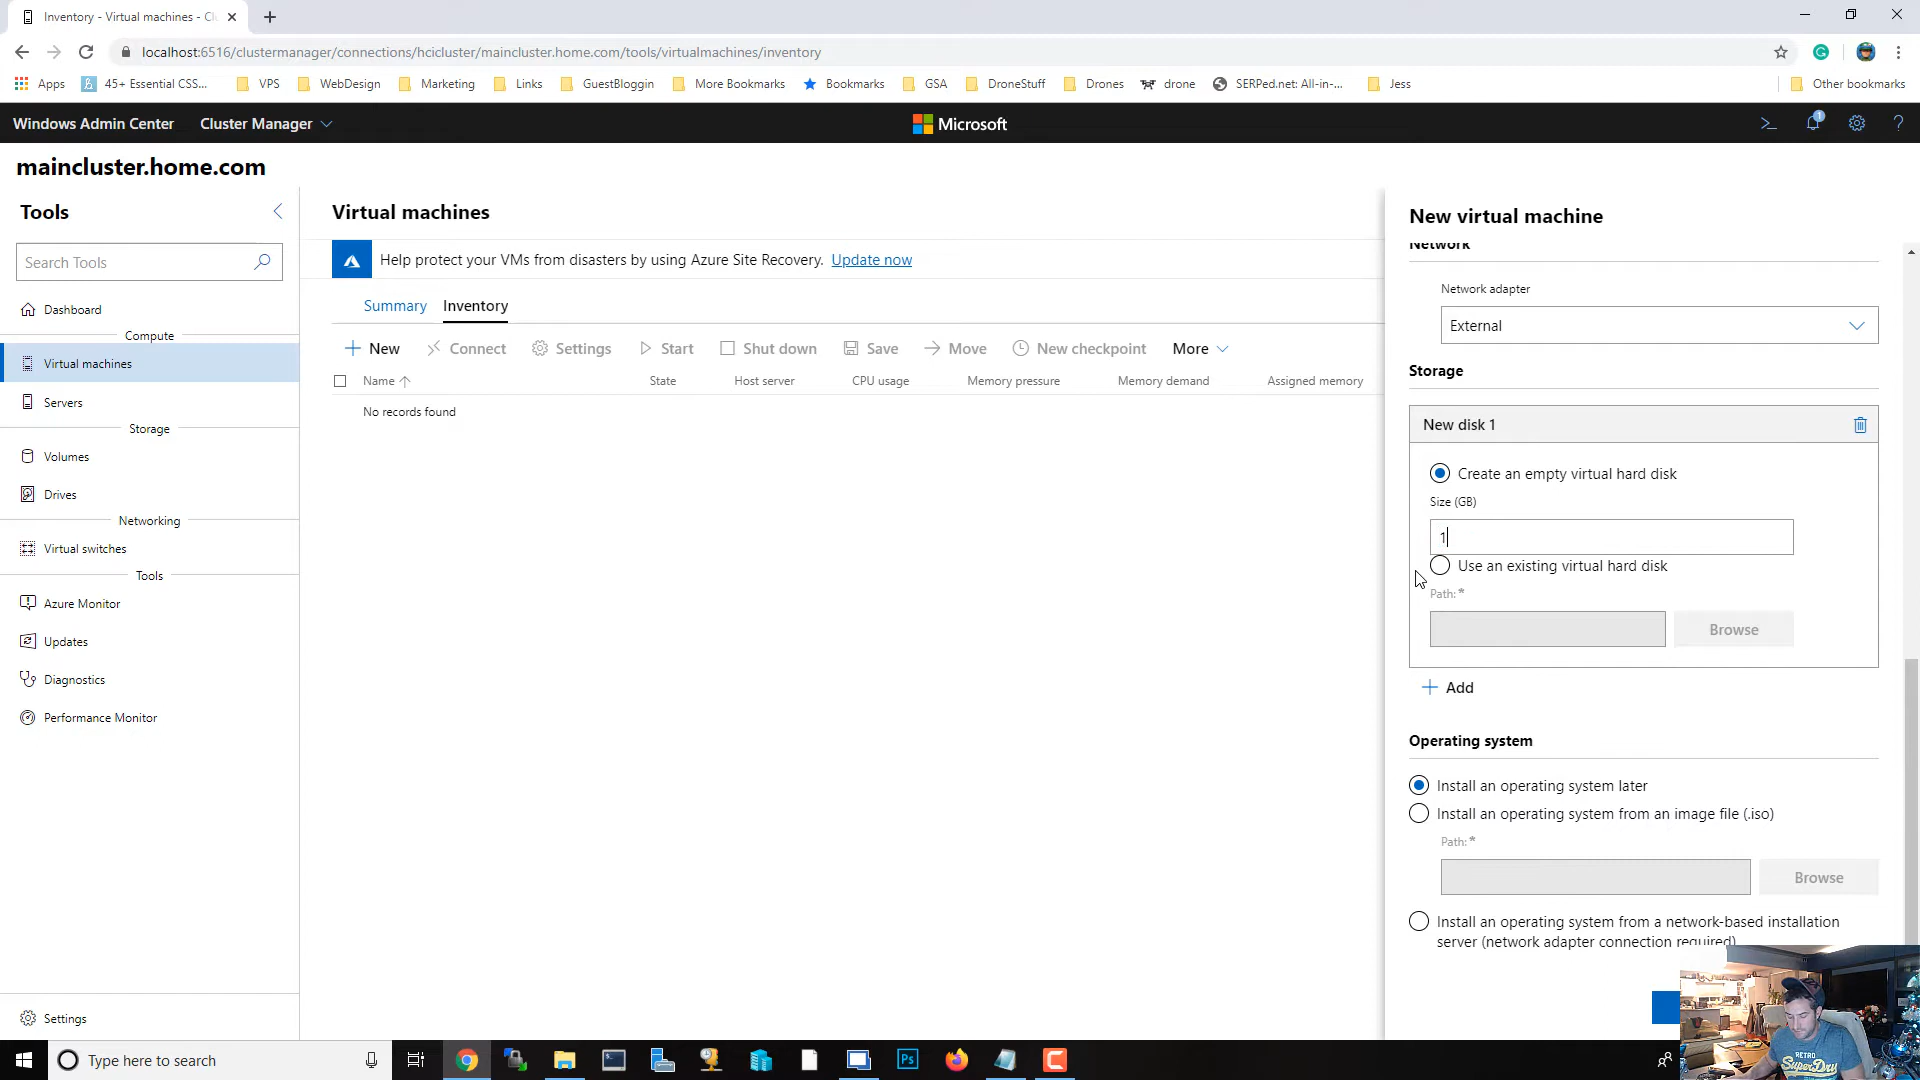 Inventory - Virtual machines - Cl
localhost:6516/clustermanager/connections/hcicluster/maincluster.home.com/tools/virtualmachines/inventory
Apps
45+ Essential CSS...
VPS
WebDesign
Marketing
Links
GuestBloggin
More Bookmarks
Bookmarks
GSA
DroneStuff
Drones
drone
SERPed.net: All-in-...
Jess
Other bookmarks
Windows Admin Center
Cluster Manager
Microsoft
1
maincluster.home.com
Tools
Search Tools
Dashboard
Compute
Virtual machines
Servers
Storage
Volumes
Drives
Networking
Virtual switches
Tools
Azure Monitor
Updates
Diagnostics
Performance Monitor
Settings
Virtual machines
Help protect your VMs from disasters by using Azure Site Recovery. Update now
Summary
Inventory
New
Connect
Settings
Start
Shut down
Save
Move
New checkpoint
More
Name
State
Host server
CPU usage
Memory pressure
Memory demand
Assigned memory
No records found
New virtual machine
Network
Network adapter
External
Storage
New disk 1
Create an empty virtual hard disk
Size (GB)
1
Use an existing virtual hard disk
Path: *
Browse
+ Add
Operating system
Install an operating system later
Install an operating system from an image file (.iso)
Path: *
Browse
Install an operating system from a network-based installation
server (network adapter connection required)
Type here to search
Ps
RETRO
SUPERDRY